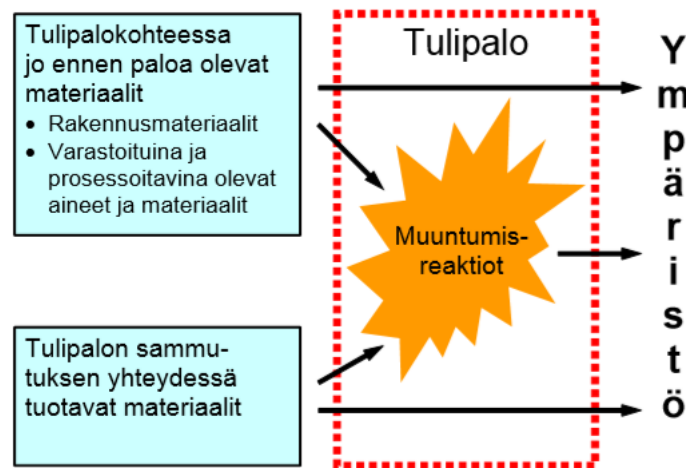 Tulipalokohteessa
jo ennen paloa olevat
materiaalit
• Rakennusmateriaalit
• Varastoituina ja
prosessoitavina olevat
aineet ja materiaalit
Tulipalon sammu-
tuksen yhteydessä
tuotavat materiaalit
Tulipalo
Muuntumis-
reaktiot
Ympäristö